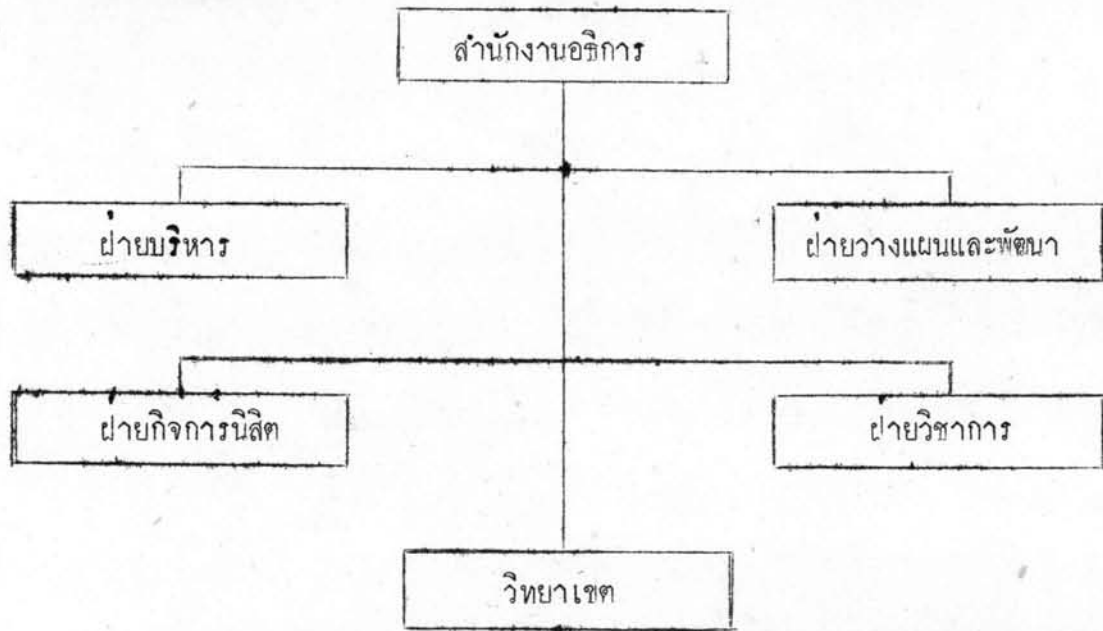 สำนักงานอธิการ
ฝ่ายบริหาร
ฝ่ายวางแผนและพัฒนา
ฝ่ายกิจการนิสิต
ฝ่ายวิชาการ
วิทยาเขต